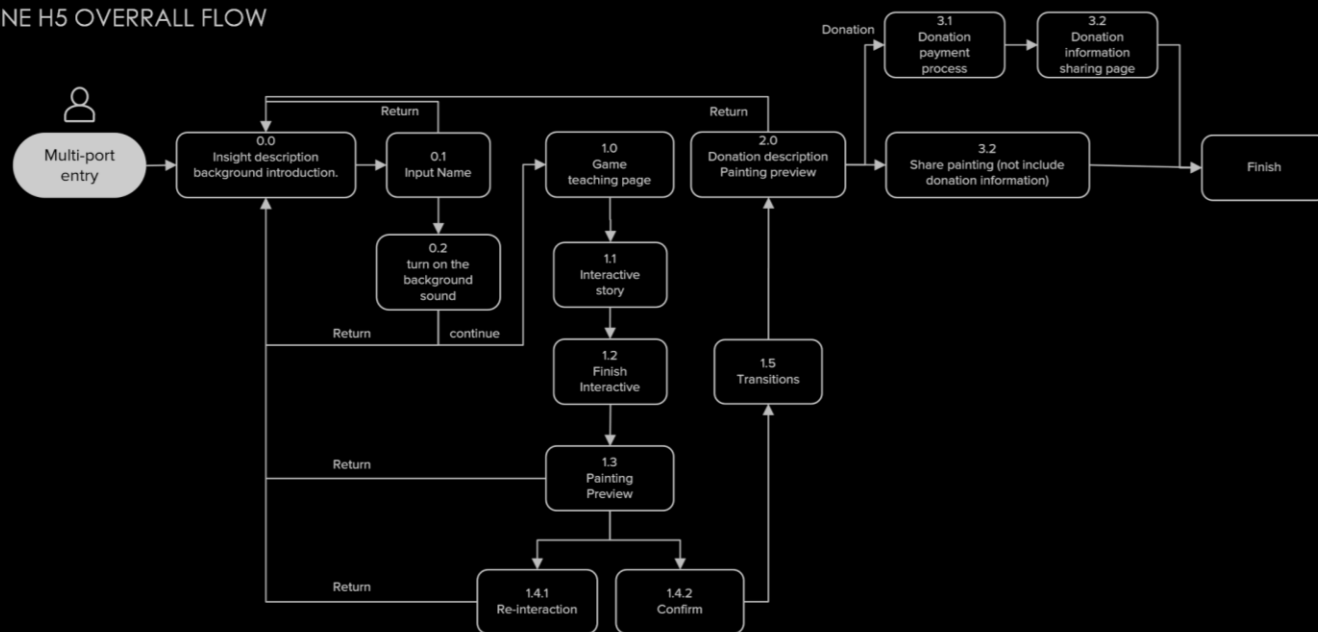 NE H5 OVERRALL FLOW
Multi-port
entry
0.0
Insight description
background introduction.
Return
0.1
Input Name
0.2
turn on the
background
sound
Return
continue
1.0
Game
teaching page
1.1
Interactive
story
1.2
Finish
Interactive
1.3
Painting
Preview
Return
1.4.1
Re-interaction
Return
1.4.2
Confirm
1.5
Transitions
Return
2.0
Donation description
Painting preview
Donation
3.1
Donation
payment
process
3.2
Donation
information
sharing page
3.2
Share painting (not include
donation information)
Finish